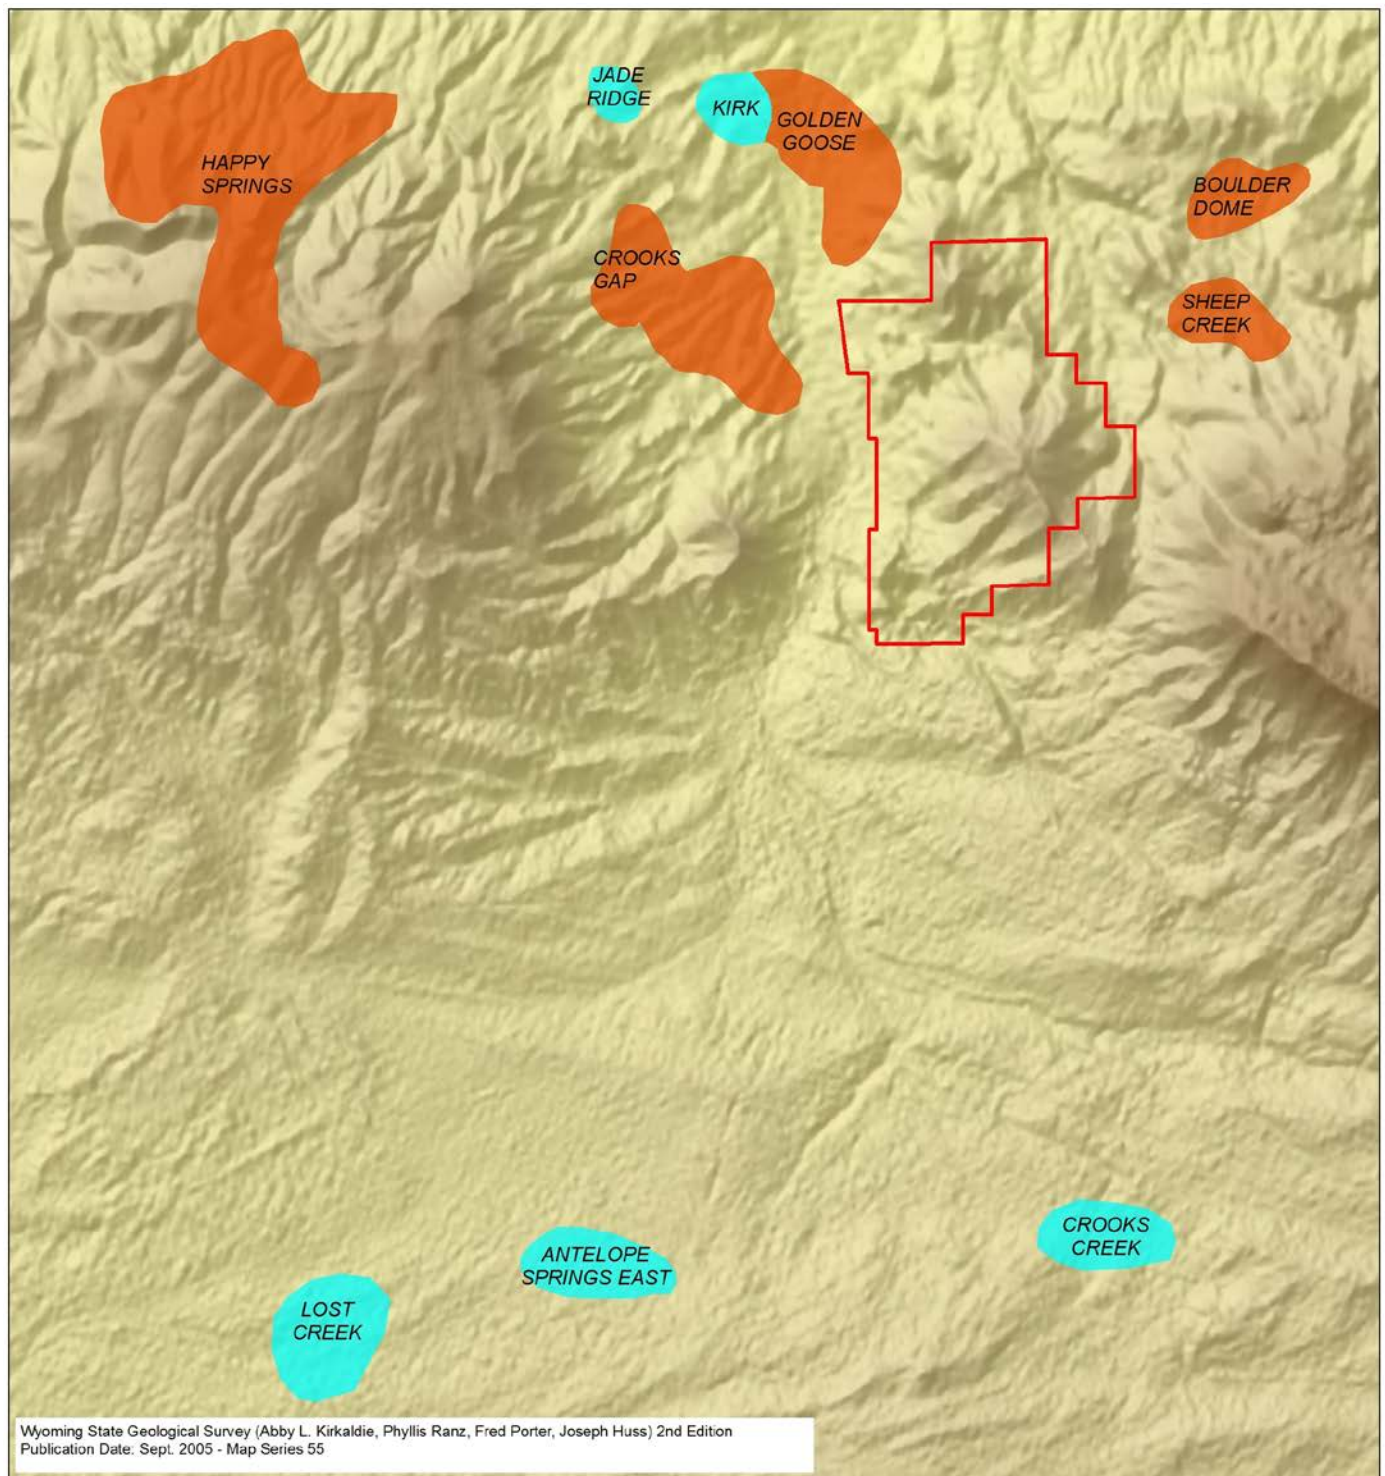 JADE
RIDGE
KIRK
GOLDEN
GOOSE
HAPPY
SPRINGS
BOULDER
DOME
CROOKS
GAP
SHEEP
CREEK
CROOKS
CREEK
ANTELOPE
SPRINGS EAST
LOST
CREEK
Wyoming State Geological Survey (Abby L. Kirkaldie, Phyllis Ranz, Fred Porter, Joseph Huss) 2nd Edition
Publication Date: Sept. 2005 - Map Series 55